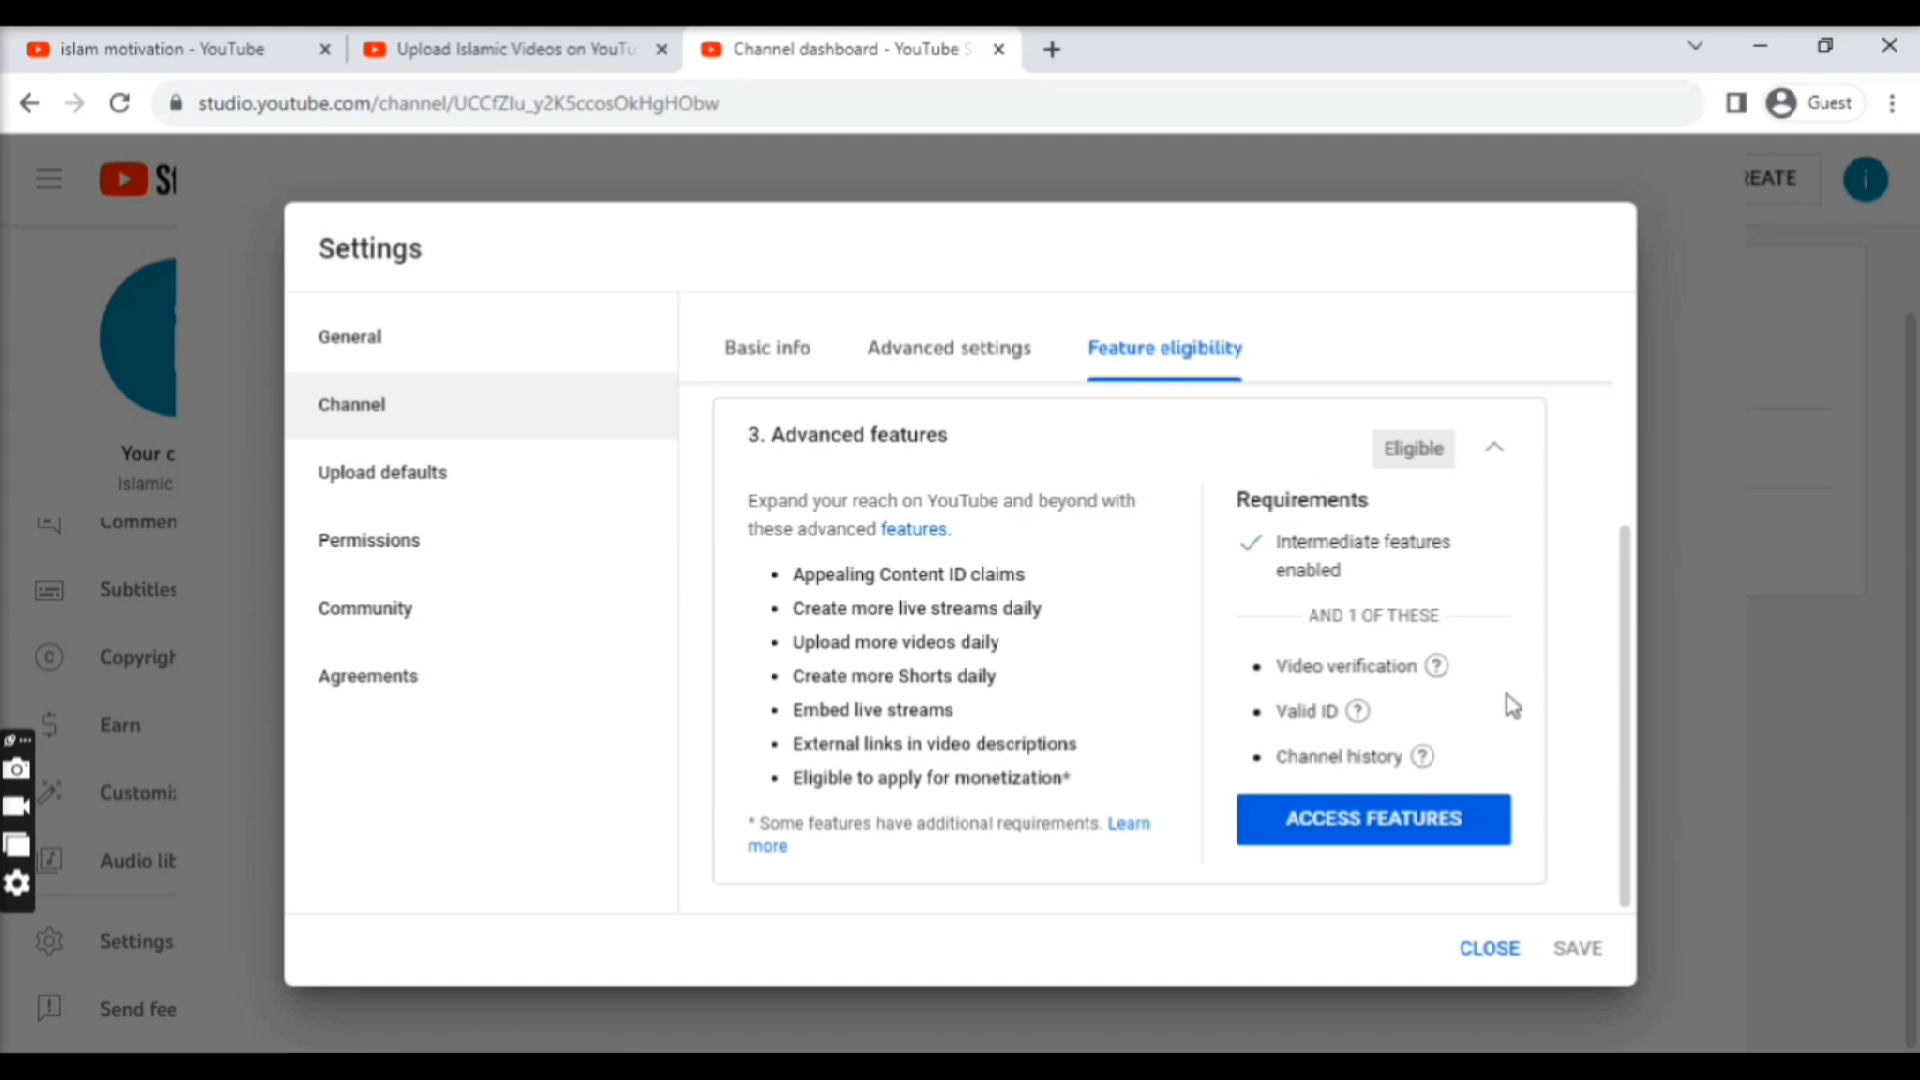 islam motivation - YouTube
Upload Islamic Videos on YouTu
Channel dashboard - YouTube S
studio.youtube.com/channel/UCCfZIu_y2K5ccosOkHgHObw
Guest
St
REATE
i
Settings
General
Channel
Upload defaults
Permissions
Community
Agreements
Basic info
Advanced settings
Feature eligibility
3. Advanced features
Eligible
Expand your reach on YouTube and beyond with
these advanced features.
• Appealing Content ID claims
• Create more live streams daily
• Upload more videos daily
• Create more Shorts daily
• Embed live streams
• External links in video descriptions
• Eligible to apply for monetization*
* Some features have additional requirements. Learn
more
Requirements
Intermediate features
enabled
AND 1 OF THESE
• Video verification ?
• Valid ID ?
• Channel history ?
ACCESS FEATURES
CLOSE
SAVE
Your c
islamic
Commen
Subtitles
Copyrigh
Earn
Customiz
Audio lib
Settings
Send fee